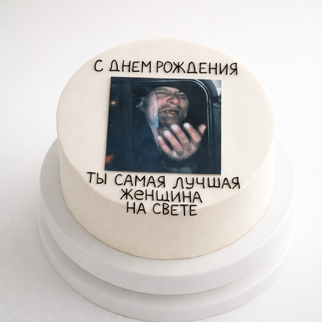 С ДНЕМ РОЖДЕНИЯ
ТЫ САМАЯ ЛУЧШАЯ
ЖЕНЩИНА
НА СВЕТЕ